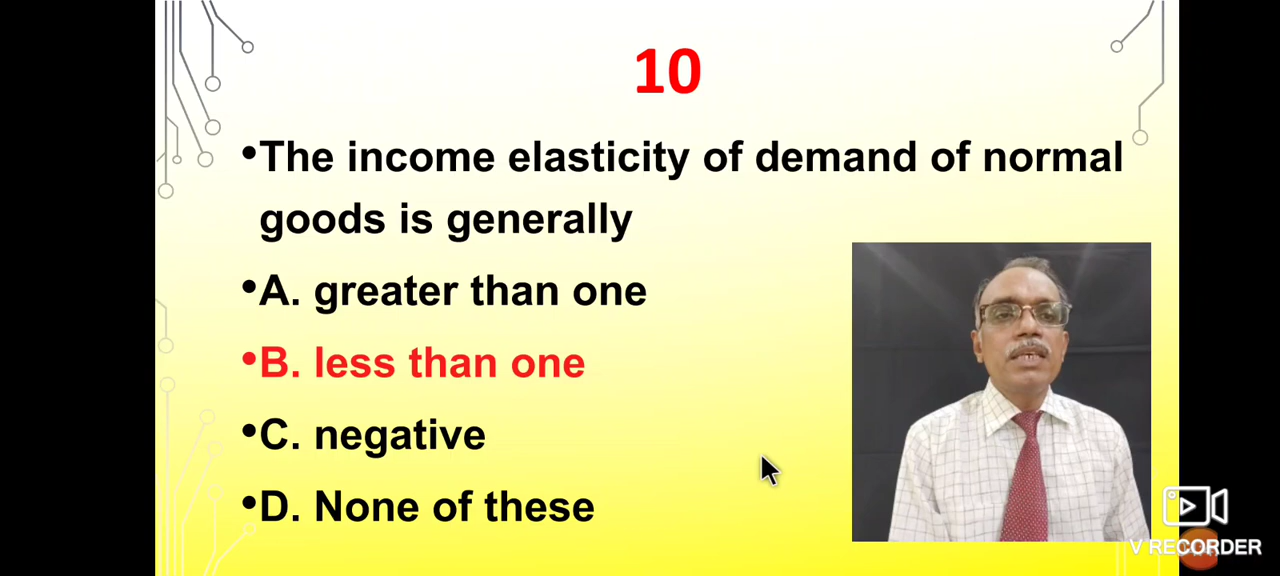 10
•The income elasticity of demand of normal
goods is generally
•A. greater than one
•B. less than one
•C. negative
•D. None of these
V RECORDER